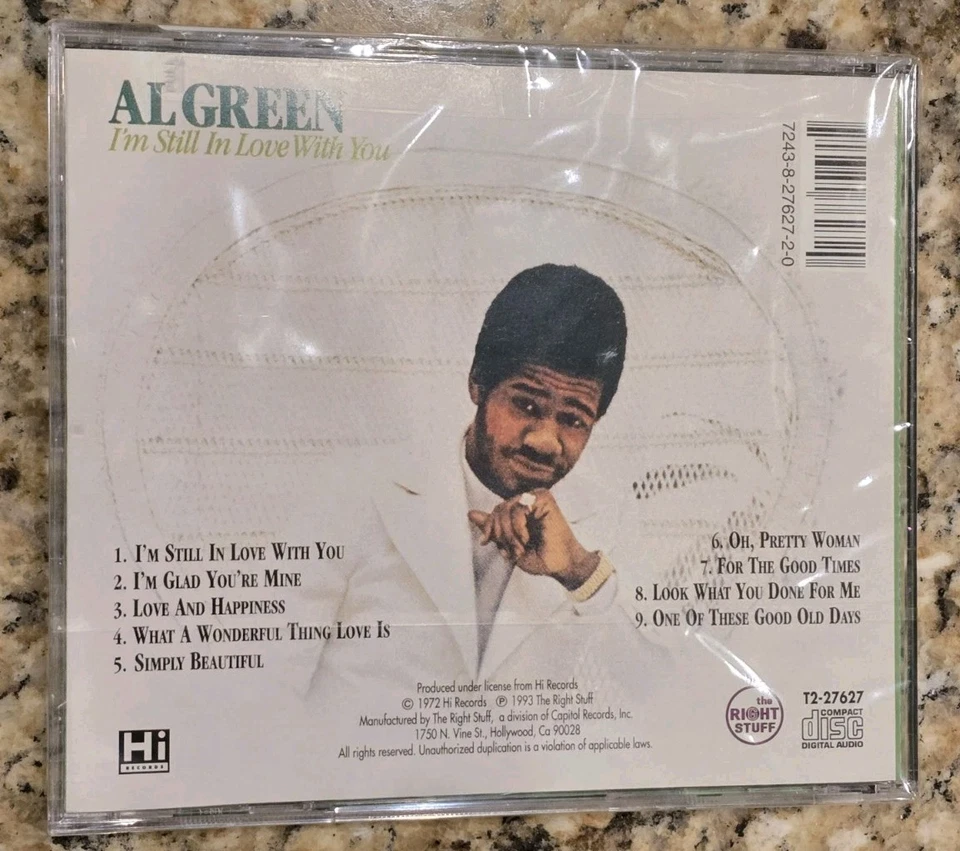 AL GREEN
I'm Still In Love With You
7243-8-27627-2-0
1. I'M STILL IN LOVE WITH YOU
2. I'M GLAD YOU'RE MINE
3. LOVE AND HAPPINESS
4. WHAT A WONDERFUL THING LOVE IS
5. SIMPLY BEAUTIFUL
6. OH, PRETTY WOMAN
7. FOR THE GOOD TIMES
8. LOOK WHAT YOU DONE FOR ME
9. ONE OF THESE GOOD OLD DAYS
Produced under license from Hi Records
© 1972 Hi Records ℗ 1993 The Right Stuff
Manufactured by The Right Stuff, a division of Capitol Records, Inc.
1750 N. Vine St., Hollywood, Ca 90028
All rights reserved. Unauthorized duplication is a violation of applicable laws.
Hi
RECORDS
the
RIGHT
STUFF
T2-27627
COMPACT
disc
DIGITAL AUDIO